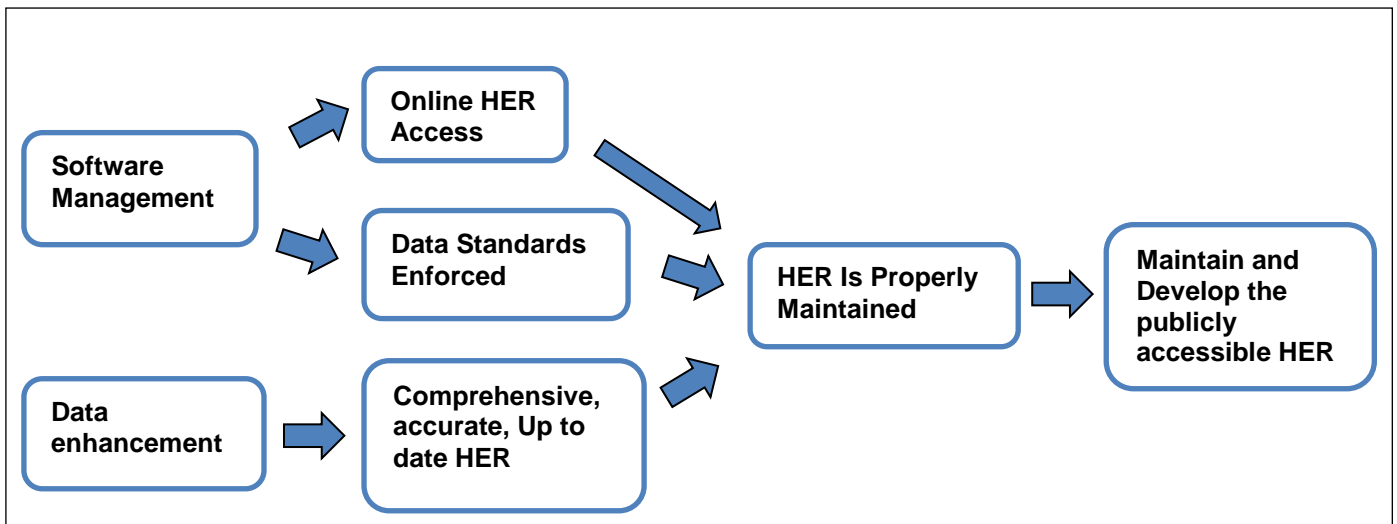 Software
Management
Online HER
Access
Data Standards
Enforced
Data
enhancement
Comprehensive,
accurate, Up to
date HER
HER Is Properly
Maintained
Maintain and
Develop the
publicly
accessible HER